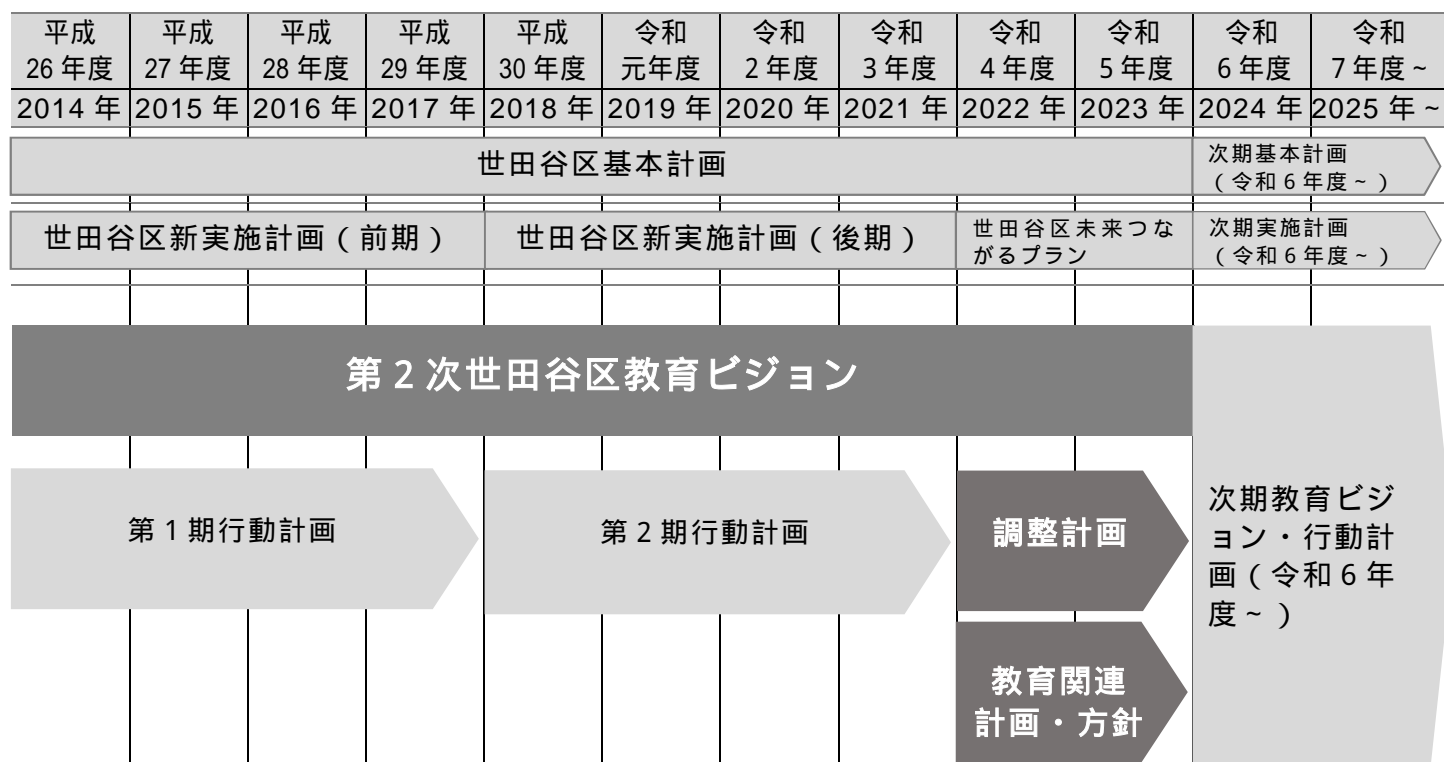 平成 平成 平成 平成 平成 令和 令和 令和 令和 令和 令和 令和
26年度 27年度 28年度 29年度 30年度 元年度 2年度 3年度 4年度 5年度 6年度 7年度~
2014年 2015年 2016年 2017年 2018年 2019年 2020年 2021年 2022年 2023年 2024年 2025年~
世田谷区基本計画
次期基本計画
(令和6年度~)
世田谷区新実施計画(前期)
世田谷区新実施計画(後期)
世田谷区未来つな
がるプラン
次期実施計画
(令和6年度~)
第2次世田谷区教育ビジョン
第1期行動計画
第2期行動計画
調整計画
教育関連
計画・方針
次期教育ビジ
ョン・行動計
画(令和6年
度~)